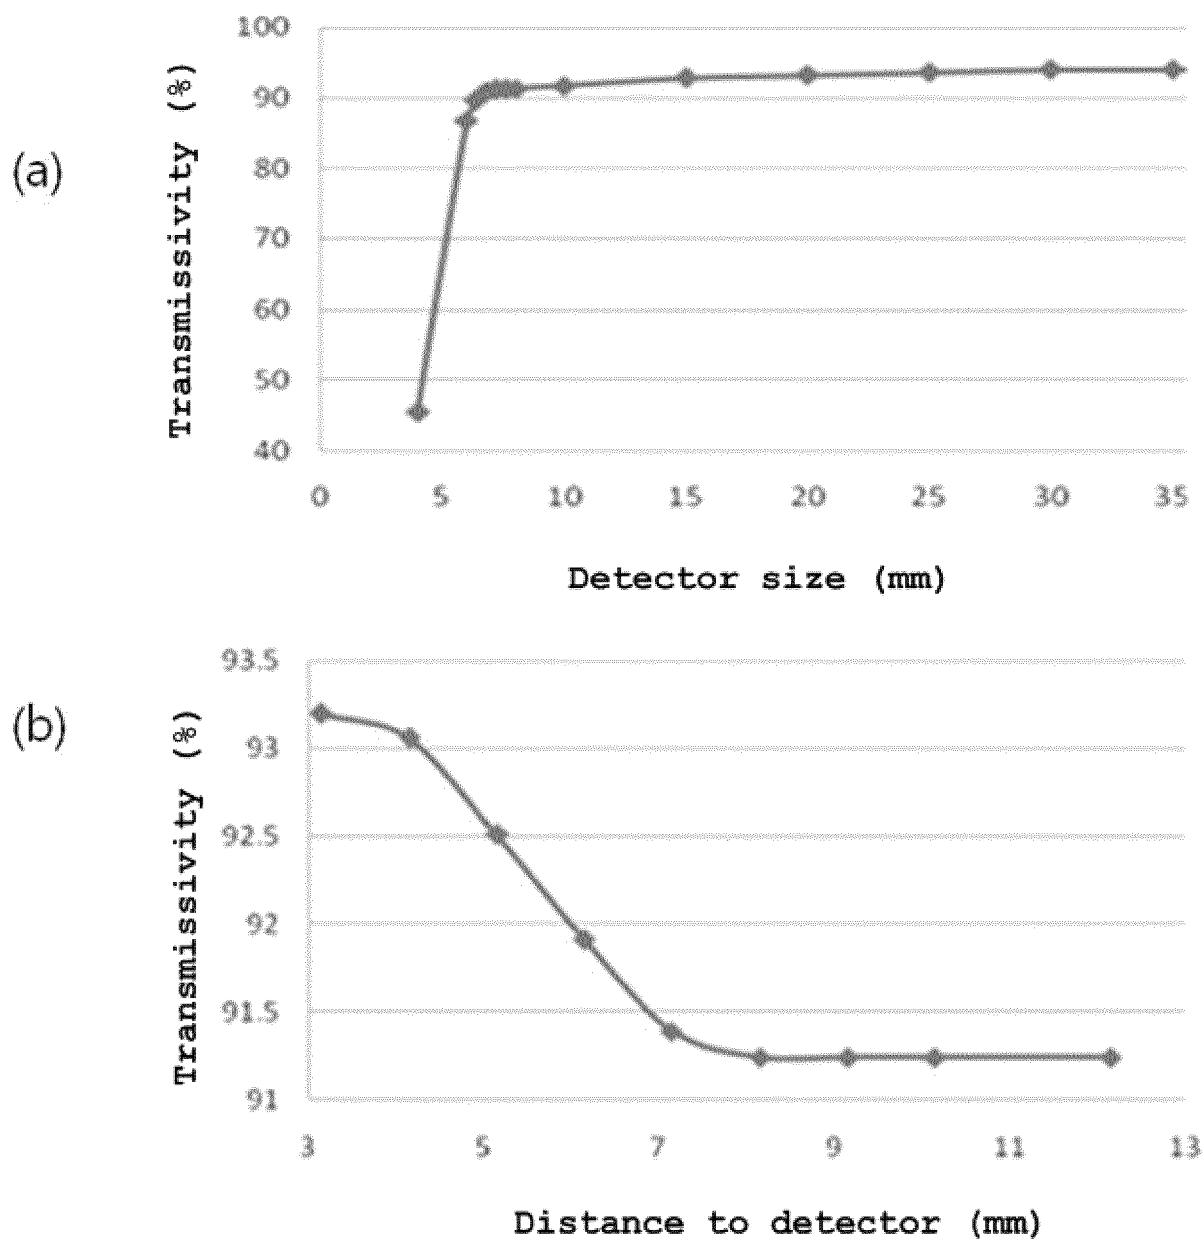 (a)
Transmissivity (%)
100
90
80
70
60
50
40
0 5 10 15 20 25 30 35
Detector size (mm)
(b)
Transmissivity (%)
93.5
93
92.5
92
91.5
91
3 5 7 9 11 13
Distance to detector (mm)